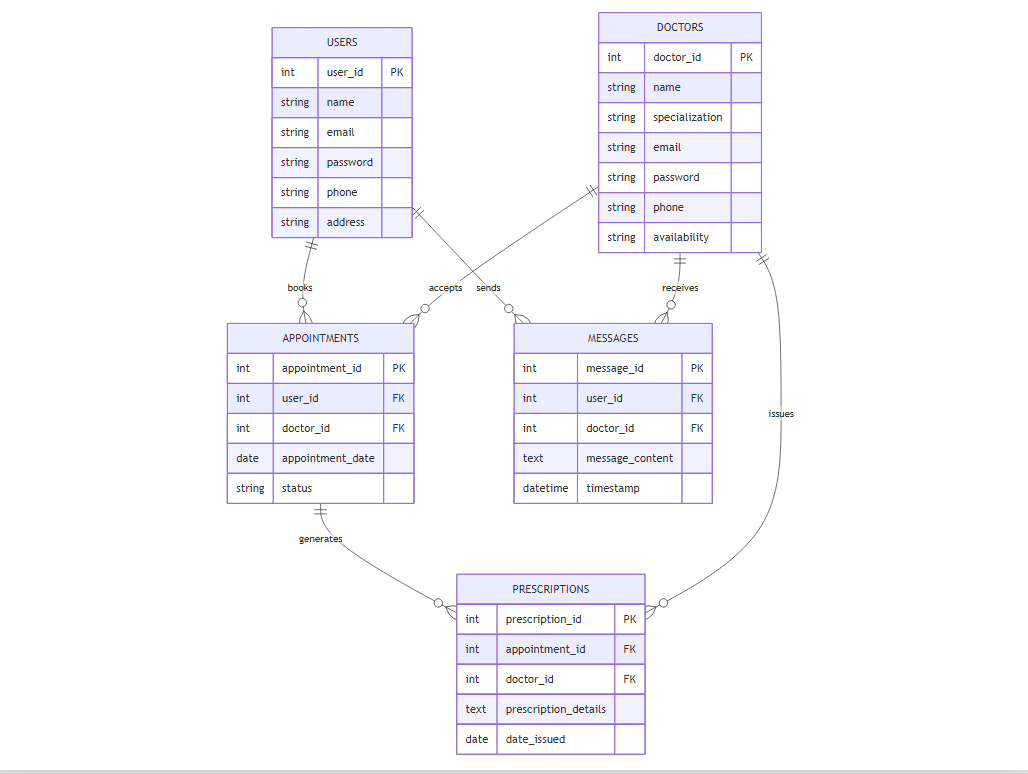 USERS
int user_id PK
string name
string email
string password
string phone
string address
DOCTORS
int doctor_id PK
string name
string specialization
string email
string password
string phone
string availability
books
accepts
sends
receives
APPOINTMENTS
int appointment_id PK
int user_id FK
int doctor_id FK
date appointment_date
string status
MESSAGES
int message_id PK
int user_id FK
int doctor_id FK
text message_content
datetime timestamp
issues
generates
PRESCRIPTIONS
int prescription_id PK
int appointment_id FK
int doctor_id FK
text prescription_details
date date_issued